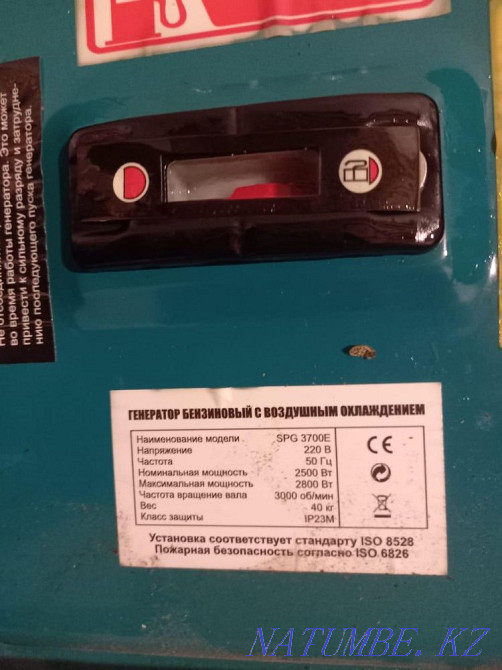 Не отсоедин
во время работы генератора. Это может
привести к сильному разряду и затрудне-
нию последующего пуска генератора.
ГЕНЕРАТОР БЕНЗИНОВЫЙ С ВОЗДУШНЫМ ОХЛАЖДЕНИЕМ
Наименование модели SPG 3700E
Напряжение 220 В
Частота 50 Гц
Номинальная мощность 2500 Вт
Максимальная мощность 2800 Вт
Частота вращение вала 3000 об/мин
Вес 40 кг
Класс защиты IP23M
CE
Установка соответствует стандарту ISO 8528
Пожарная безопасность согласно ISO 6826
NATUMBE. KZ